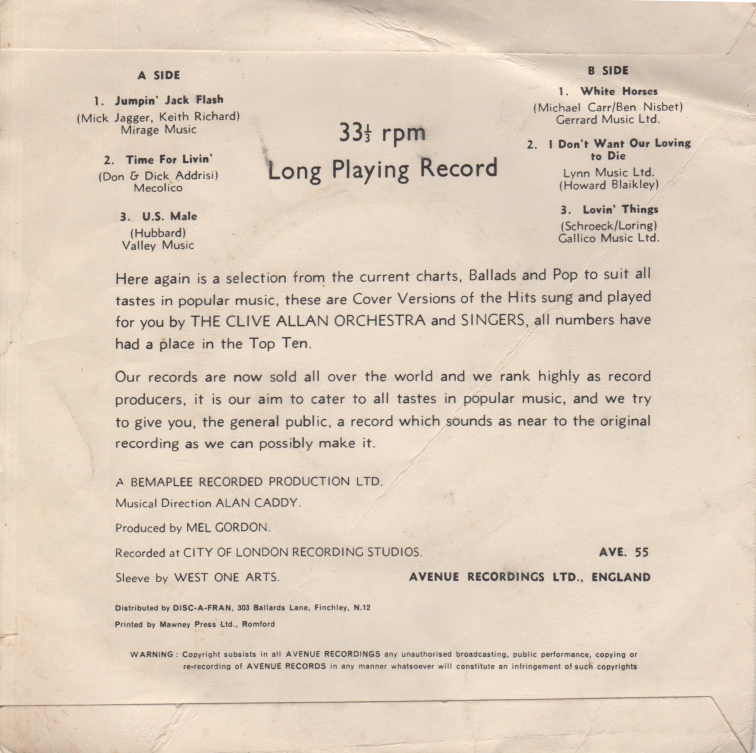 A SIDE
1. Jumpin' Jack Flash
(Mick Jagger, Keith Richard)
Mirage Music
2. Time For Livin'
(Don & Dick Addrisi)
Mecolico
3. U.S. Male
(Hubbard)
Valley Music
33⅓ rpm
Long Playing Record
B SIDE
1. White Horses
(Michael Carr/Ben Nisbet)
Gerrard Music Ltd.
2. I Don't Want Our Loving
to Die
Lynn Music Ltd.
(Howard Blaikley)
3. Lovin' Things
(Schroeck/Loring)
Gallico Music Ltd.
Here again is a selection from the current charts, Ballads and Pop to suit all
tastes in popular music, these are Cover Versions of the Hits sung and played
for you by THE CLIVE ALLAN ORCHESTRA and SINGERS, all numbers have
had a place in the Top Ten.
Our records are now sold all over the world and we rank highly as record
producers, it is our aim to cater to all tastes in popular music, and we try
to give you, the general public, a record which sounds as near to the original
recording as we can possibly make it.
A BEMAPLEE RECORDED PRODUCTION LTD.
Musical Direction ALAN CADDY.
Produced by MEL GORDON.
Recorded at CITY OF LONDON RECORDING STUDIOS.
AVE. 55
Sleeve by WEST ONE ARTS.
AVENUE RECORDINGS LTD., ENGLAND
Distributed by DISC-A-FRAN, 303 Ballards Lane, Finchley, N.12
Printed by Mawney Press Ltd., Romford
WARNING : Copyright subsists in all AVENUE RECORDINGS any unauthorised broadcasting, public performance, copying or
re-recording of AVENUE RECORDS in any manner whatsoever will constitute an infringement of such copyrights